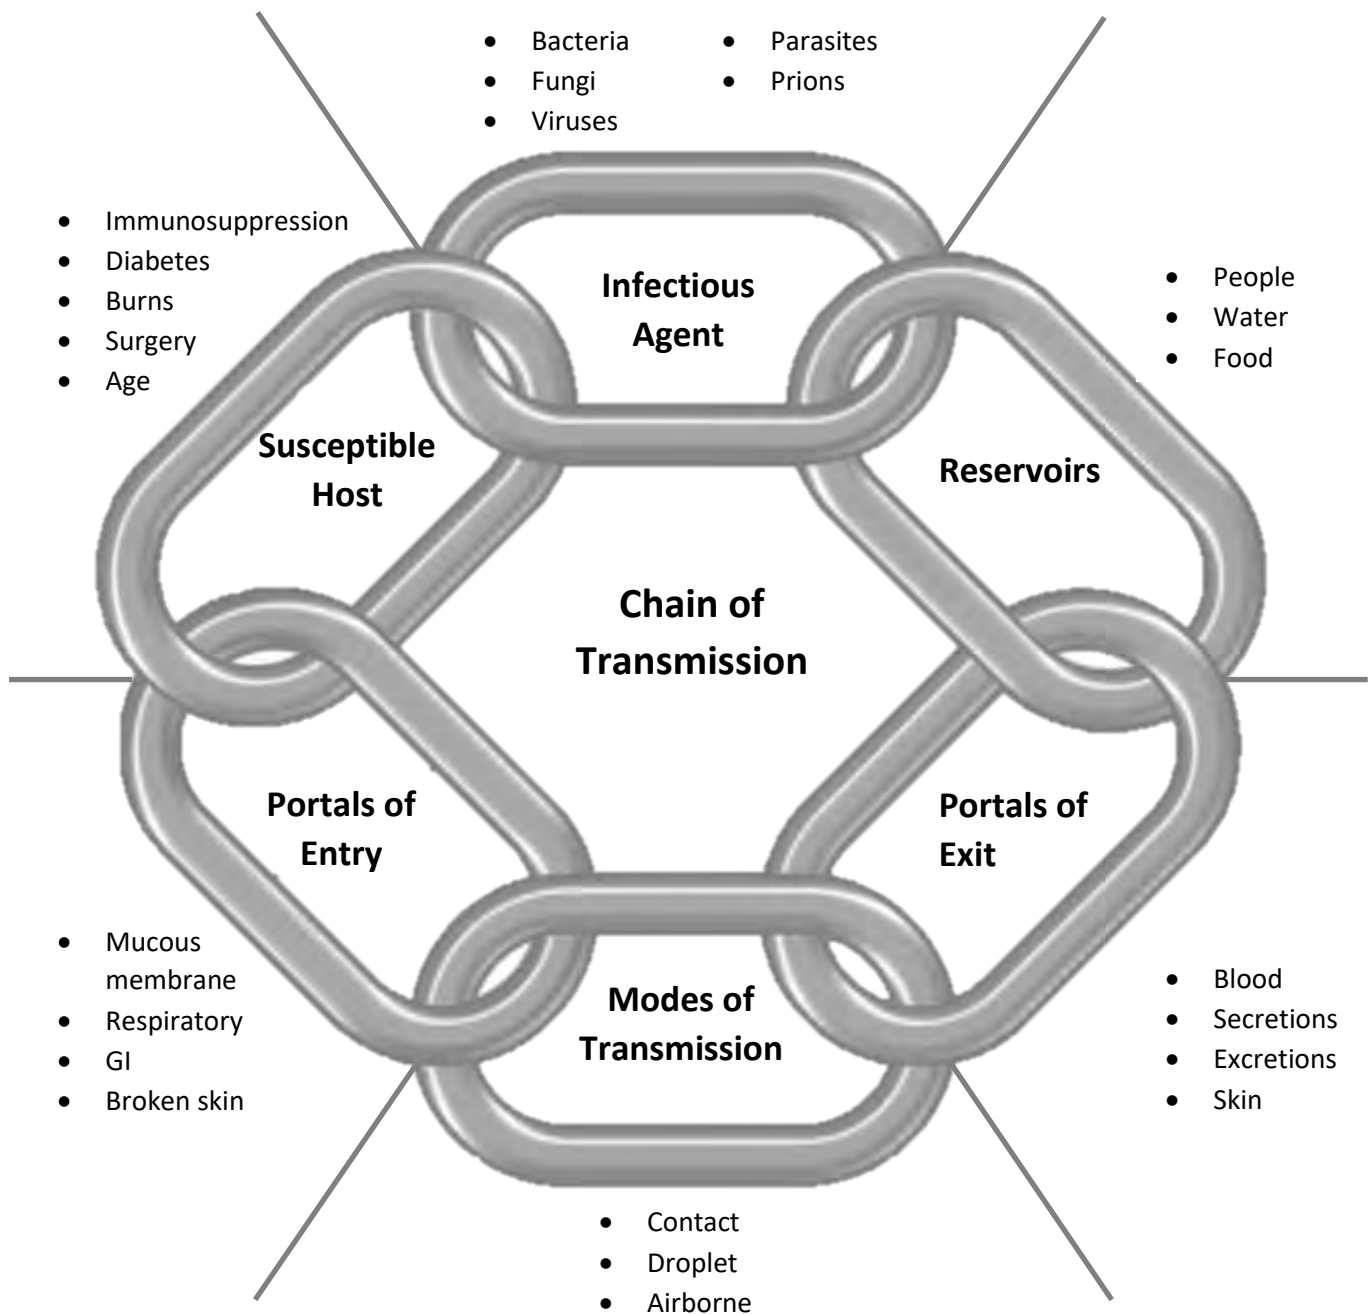 Bacteria
Fungi
Viruses
Parasites
Prions
Infectious
Agent
People
Water
Food
Reservoirs
Portals of
Exit
Blood
Secretions
Excretions
Skin
Modes of
Transmission
Contact
Droplet
Airborne
Portals of
Entry
Mucous
membrane
Respiratory
GI
Broken skin
Immunosuppression
Diabetes
Burns
Surgery
Age
Susceptible
Host
Chain of
Transmission